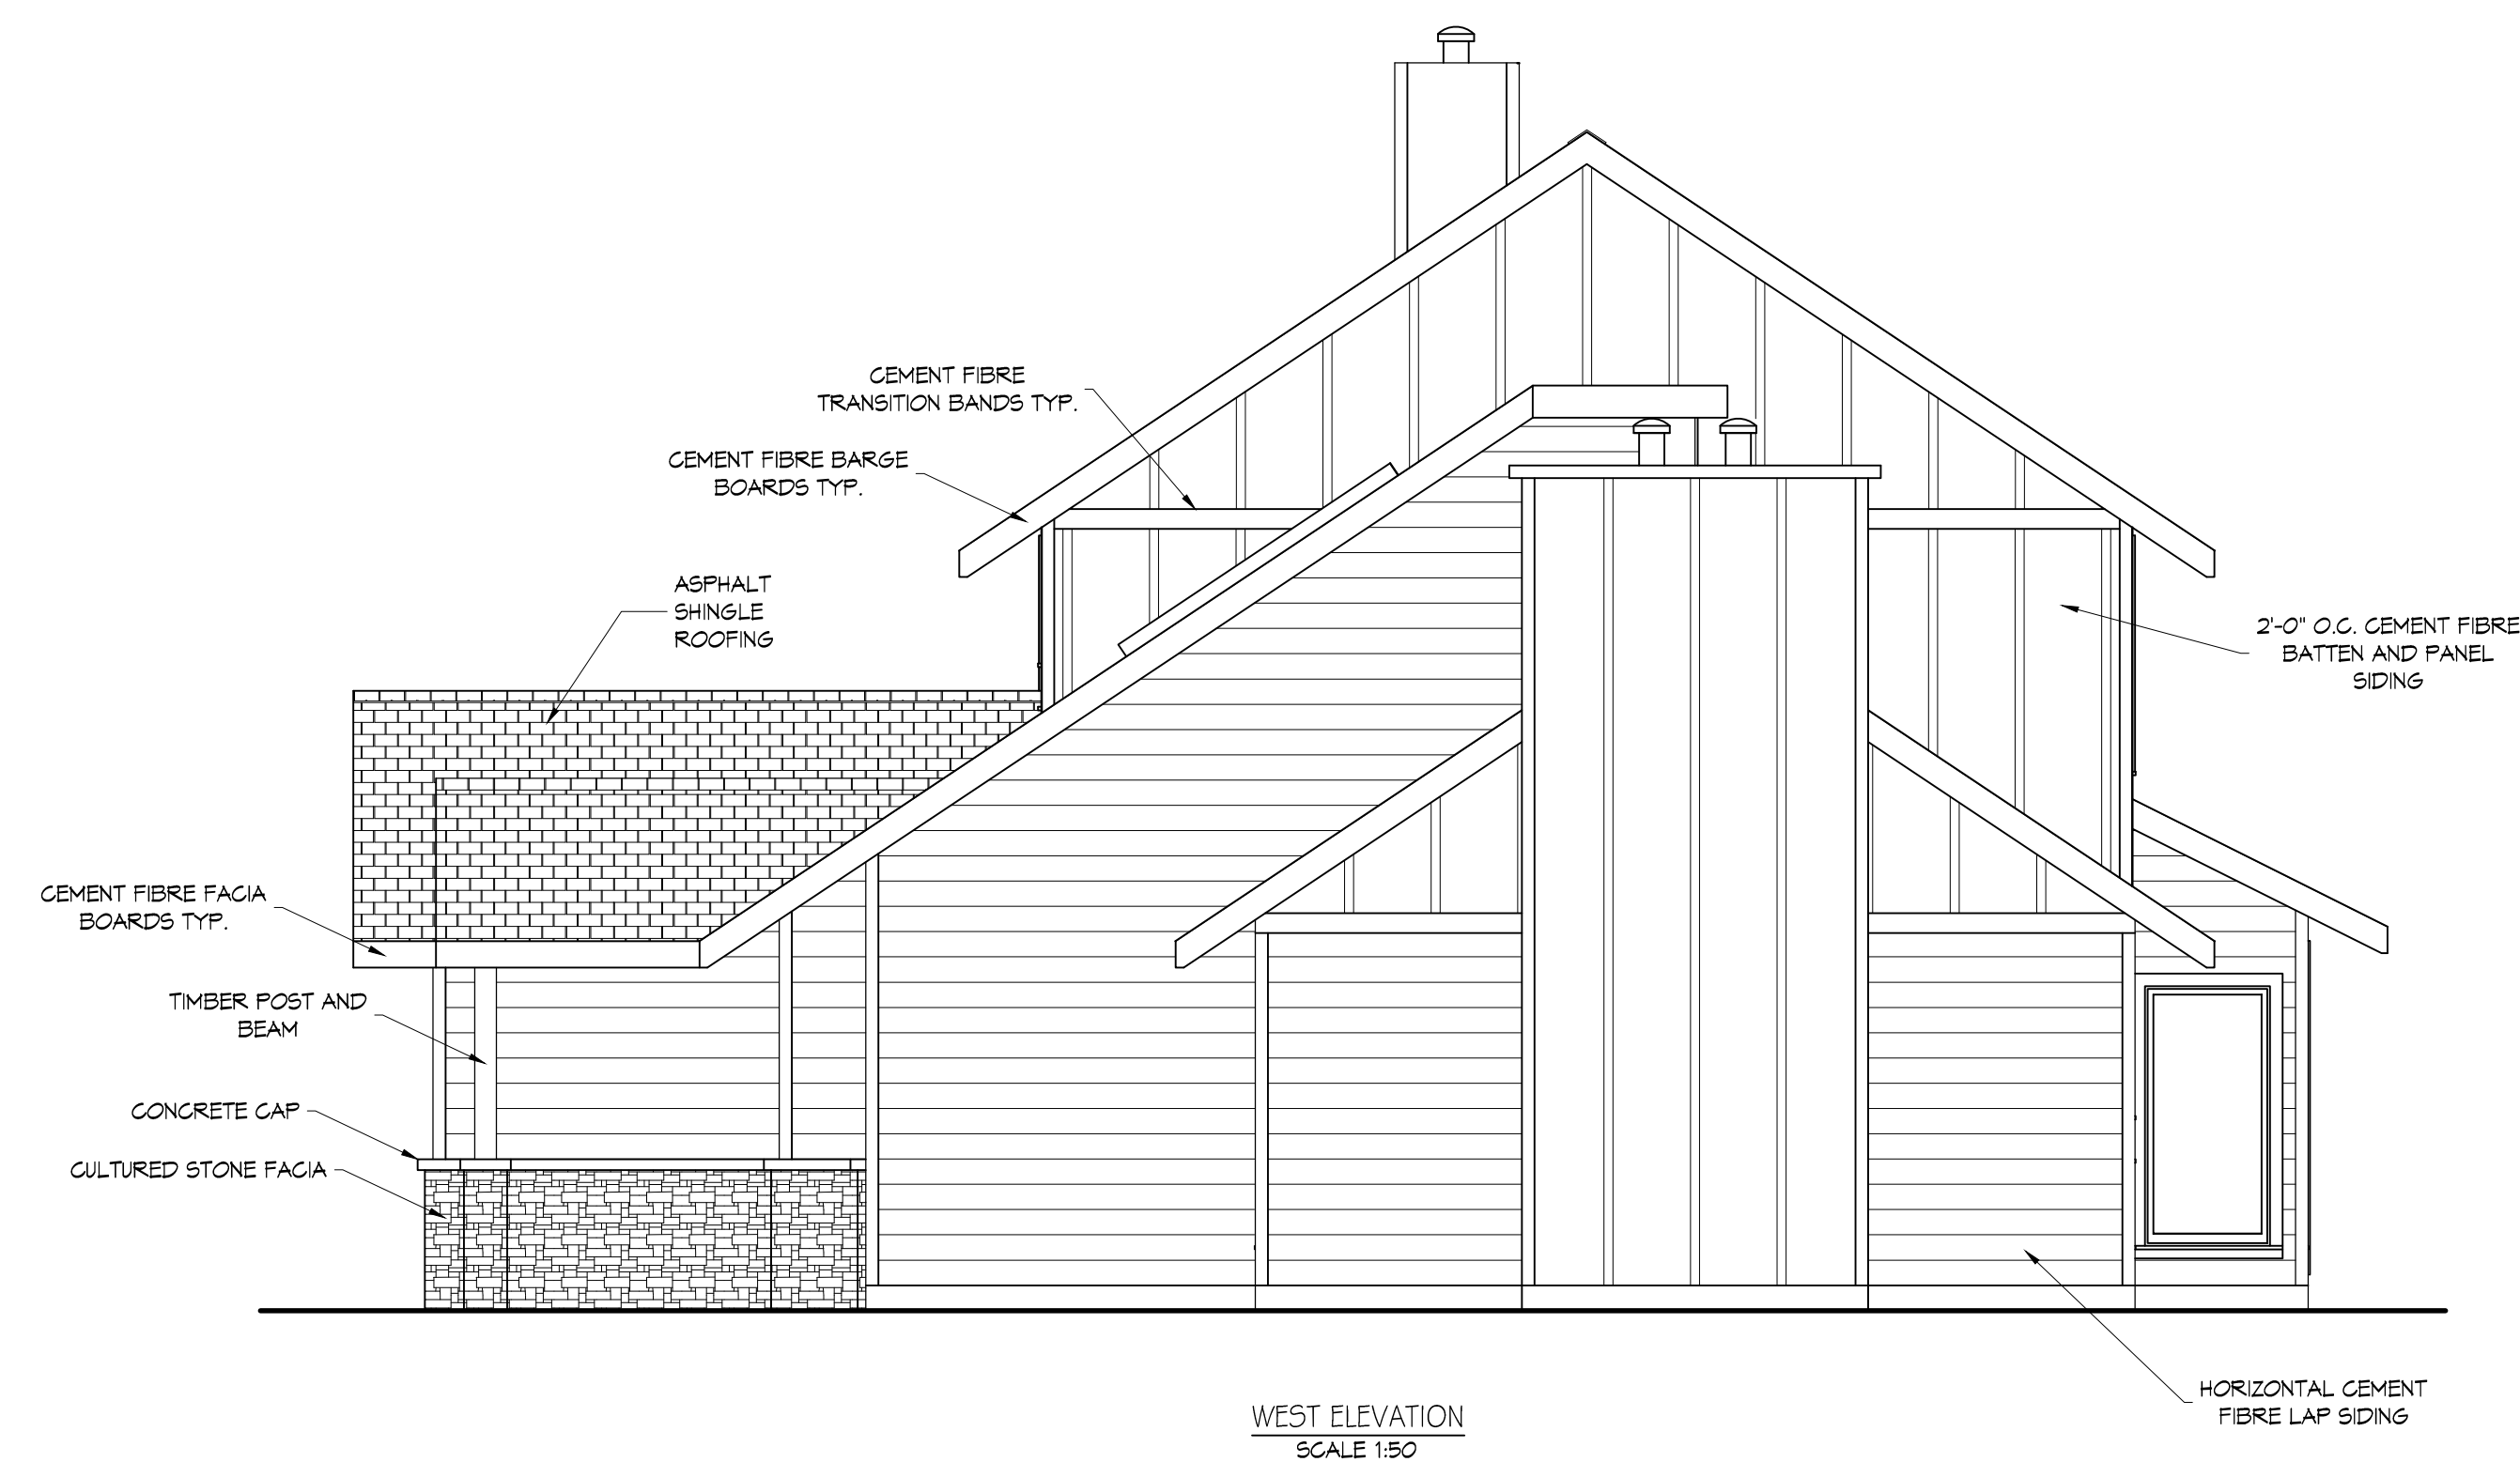 CEMENT FIBRE
TRANSITION BANDS TYP.
CEMENT FIBRE BARGE
BOARDS TYP.
ASPHALT
SHINGLE
ROOFING
2'-0" O.C. CEMENT FIBRE
BATTEN AND PANEL
SIDING
CEMENT FIBRE FACIA
BOARDS TYP.
TIMBER POST AND
BEAM
CONCRETE CAP
CULTURED STONE FACIA
HORIZONTAL CEMENT
FIBRE LAP SIDING
WEST ELEVATION
SCALE 1:50